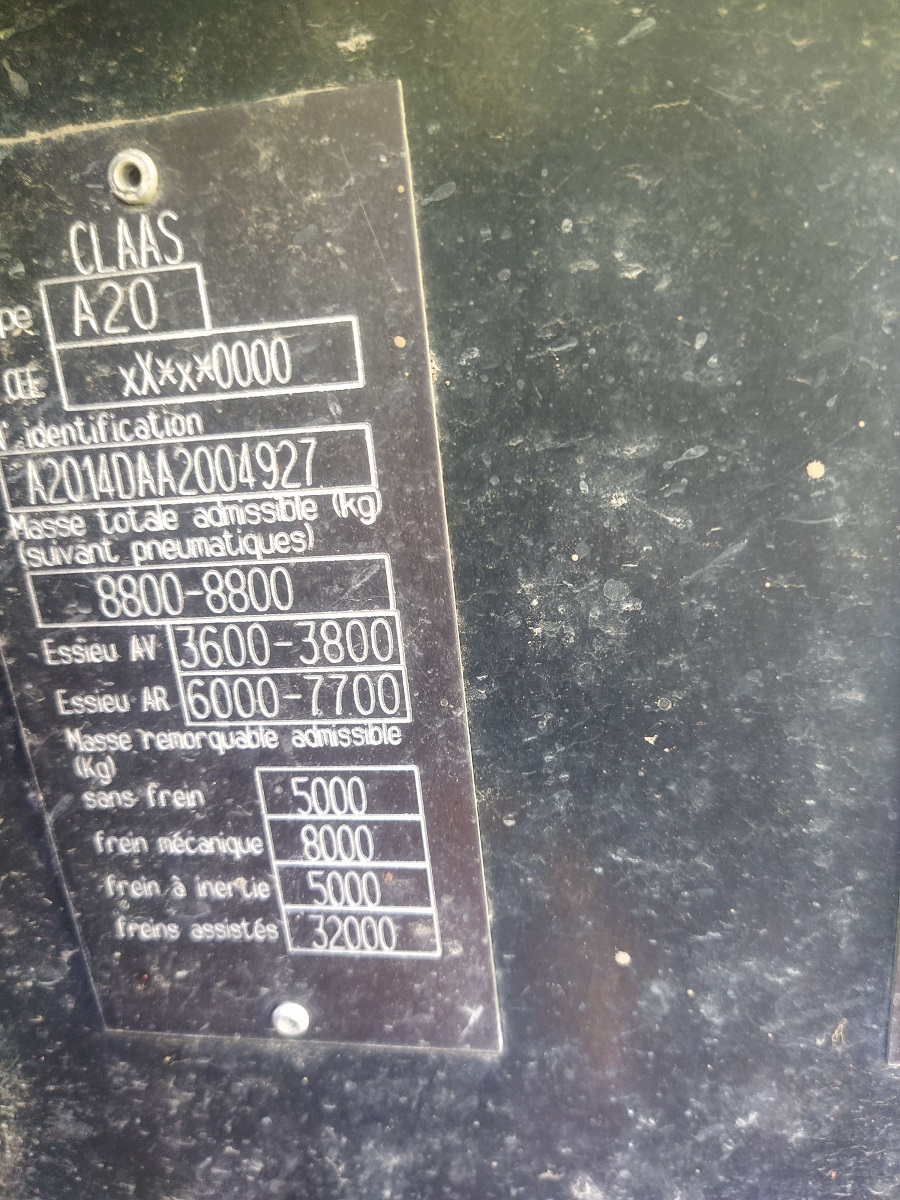 CLAAS
pe A20
CEE xX*x*0000
N° identification
A2014DAA2004927
Masse totale admissible (kg)
(suivant pneumatiques)
8800-8800
Essieu AV 3600-3800
Essieu AR 6000-7700
Masse remorquable admissible
(Kg)
sans frein 5000
frein mécanique 8000
frein à inertie 5000
freins assistés 32000